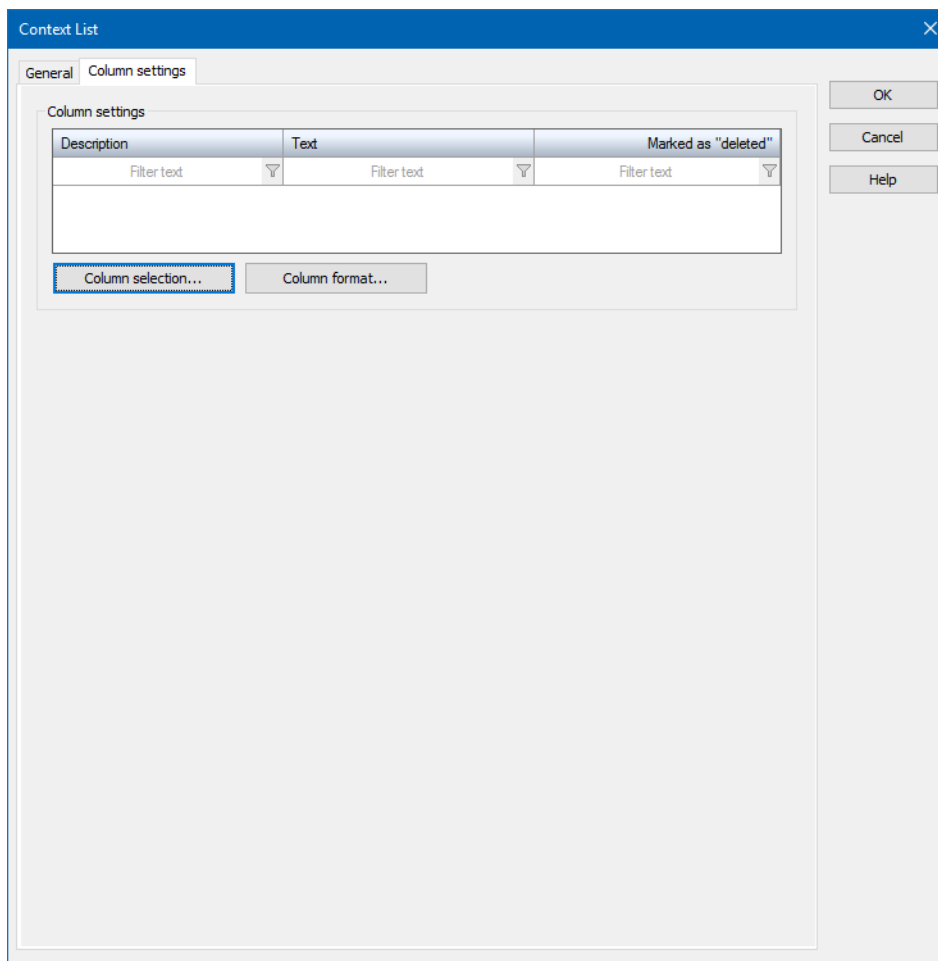 Context List
General Column settings
OK
Column settings
Cancel
Description Text Marked as "deleted"
Filter text Filter text Filter text
Help
Column selection... Column format...